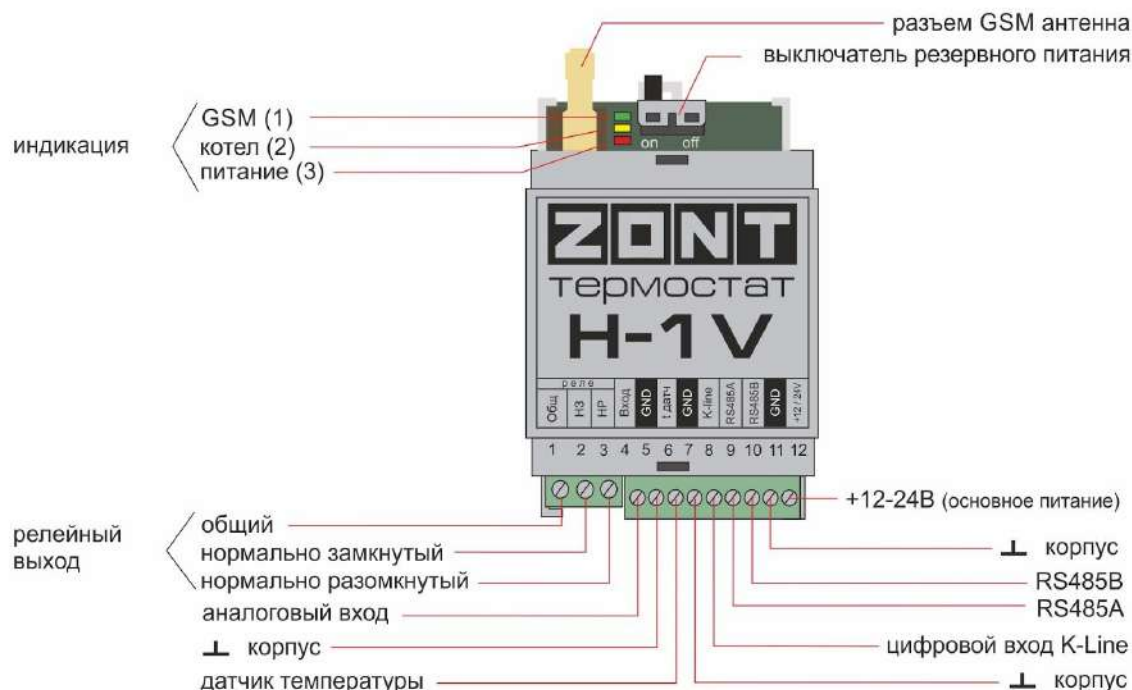 разъем GSM антенна
выключатель резервного питания
индикация
GSM (1)
котел (2)
питание (3)
on off
ZONT
термостат
H-1V
реле
Общ НЗ НР Вход GND t датч GND K-line RS485A RS485B GND +12 / 24V
1 2 3 4 5 6 7 8 9 10 11 12
+12-24В (основное питание)
релейный
выход
общий
нормально замкнутый
нормально разомкнутый
аналоговый вход
корпус
датчик температуры
корпус
RS485B
RS485A
цифровой вход K-Line
корпус